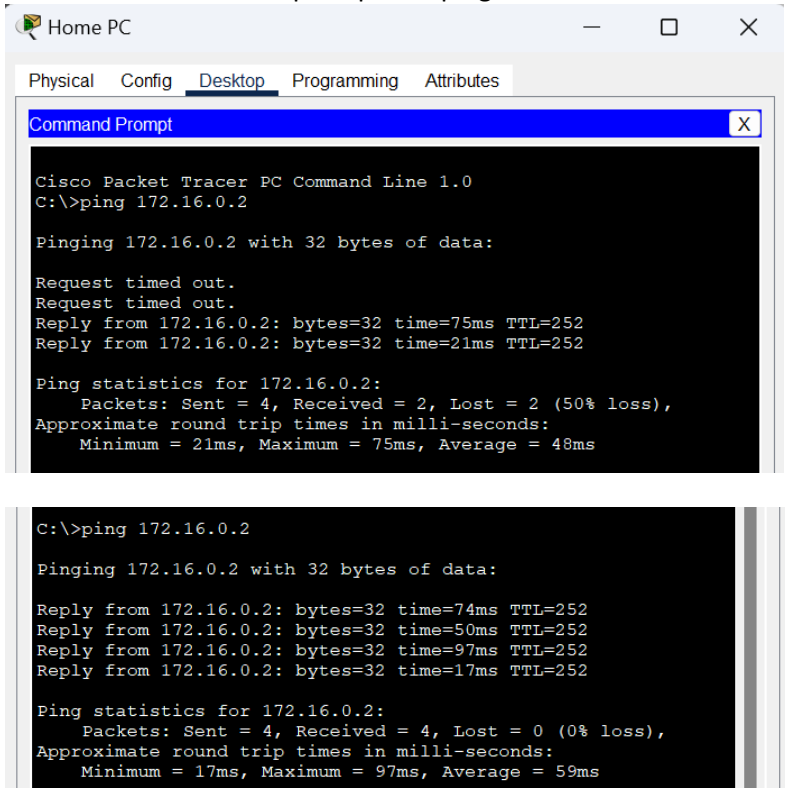 Home PC
Physical Config Desktop Programming Attributes
Command Prompt
X
Cisco Packet Tracer PC Command Line 1.0
C:\>ping 172.16.0.2
Pinging 172.16.0.2 with 32 bytes of data:
Request timed out.
Request timed out.
Reply from 172.16.0.2: bytes=32 time=75ms TTL=252
Reply from 172.16.0.2: bytes=32 time=21ms TTL=252
Ping statistics for 172.16.0.2:
Packets: Sent = 4, Received = 2, Lost = 2 (50% loss),
Approximate round trip times in milli-seconds:
Minimum = 21ms, Maximum = 75ms, Average = 48ms
C:\>ping 172.16.0.2
Pinging 172.16.0.2 with 32 bytes of data:
Reply from 172.16.0.2: bytes=32 time=74ms TTL=252
Reply from 172.16.0.2: bytes=32 time=50ms TTL=252
Reply from 172.16.0.2: bytes=32 time=97ms TTL=252
Reply from 172.16.0.2: bytes=32 time=17ms TTL=252
Ping statistics for 172.16.0.2:
Packets: Sent = 4, Received = 4, Lost = 0 (0% loss),
Approximate round trip times in milli-seconds:
Minimum = 17ms, Maximum = 97ms, Average = 59ms